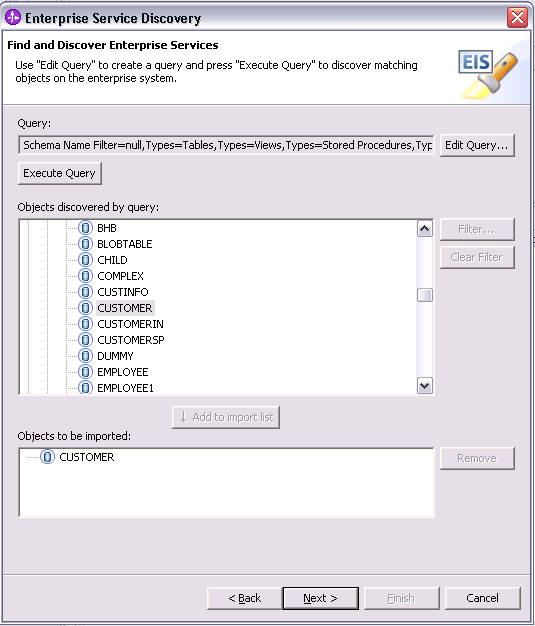 Enterprise Service Discovery
Find and Discover Enterprise Services
Use "Edit Query" to create a query and press "Execute Query" to discover matching
objects on the enterprise system.
EIS
Query:
Schema Name Filter=null,Types=Tables,Types=Views,Types=Stored Procedures,Typ
Edit Query...
Execute Query
Objects discovered by query:
BHB
BLOBTABLE
CHILD
COMPLEX
CUSTINFO
CUSTOMER
CUSTOMERIN
CUSTOMERSP
DUMMY
EMPLOYEE
EMPLOYEE1
Filter...
Clear Filter
↓ Add to import list
Objects to be imported:
CUSTOMER
Remove
< Back
Next >
Finish
Cancel